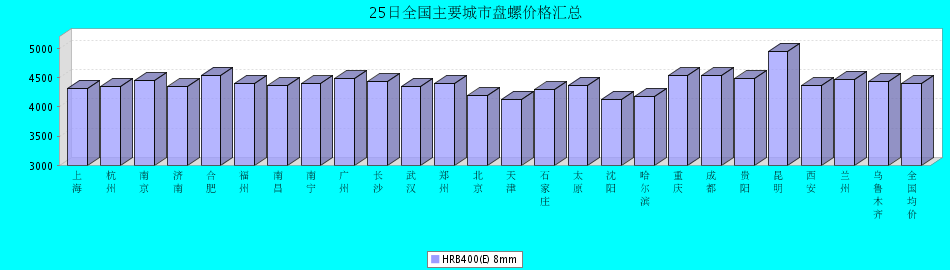 25日全国主要城市盘螺价格汇总
5000
4500
4000
3500
3000
上海
杭州
南京
济南
合肥
福州
南昌
南宁
广州
长沙
武汉
郑州
北京
天津
石家庄
太原
沈阳
哈尔滨
重庆
成都
贵阳
昆明
西安
兰州
乌鲁木齐
全国均价
HRB400(E) 8mm